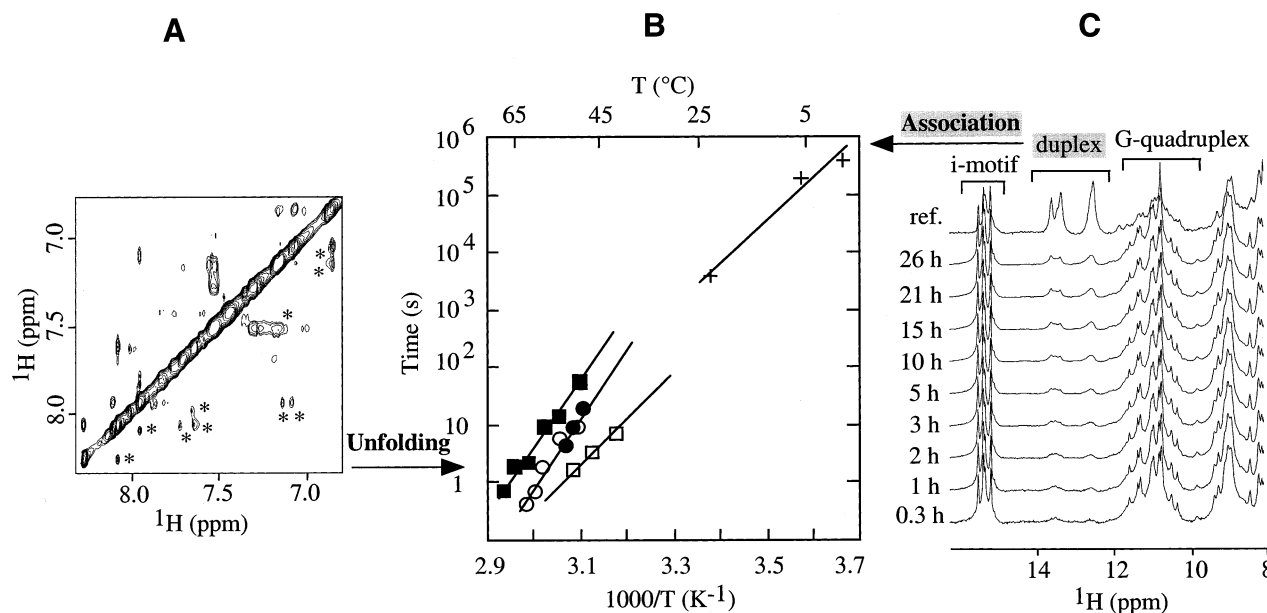 A
B
C
T (°C)
65 45 25 5
10^6
10^5
10^4
10^3
10^2
10
1
Time (s)
2.9 3.1 3.3 3.5 3.7
1000/T (K^-1)
7.0
7.5
8.0
^1H (ppm)
8.0 7.5 7.0
^1H (ppm)
* * * * * * * * * * *
Unfolding
Association
duplex
G-quadruplex
i-motif
ref.
26 h
21 h
15 h
10 h
5 h
3 h
2 h
1 h
0.3 h
14 12 10 8
^1H (ppm)